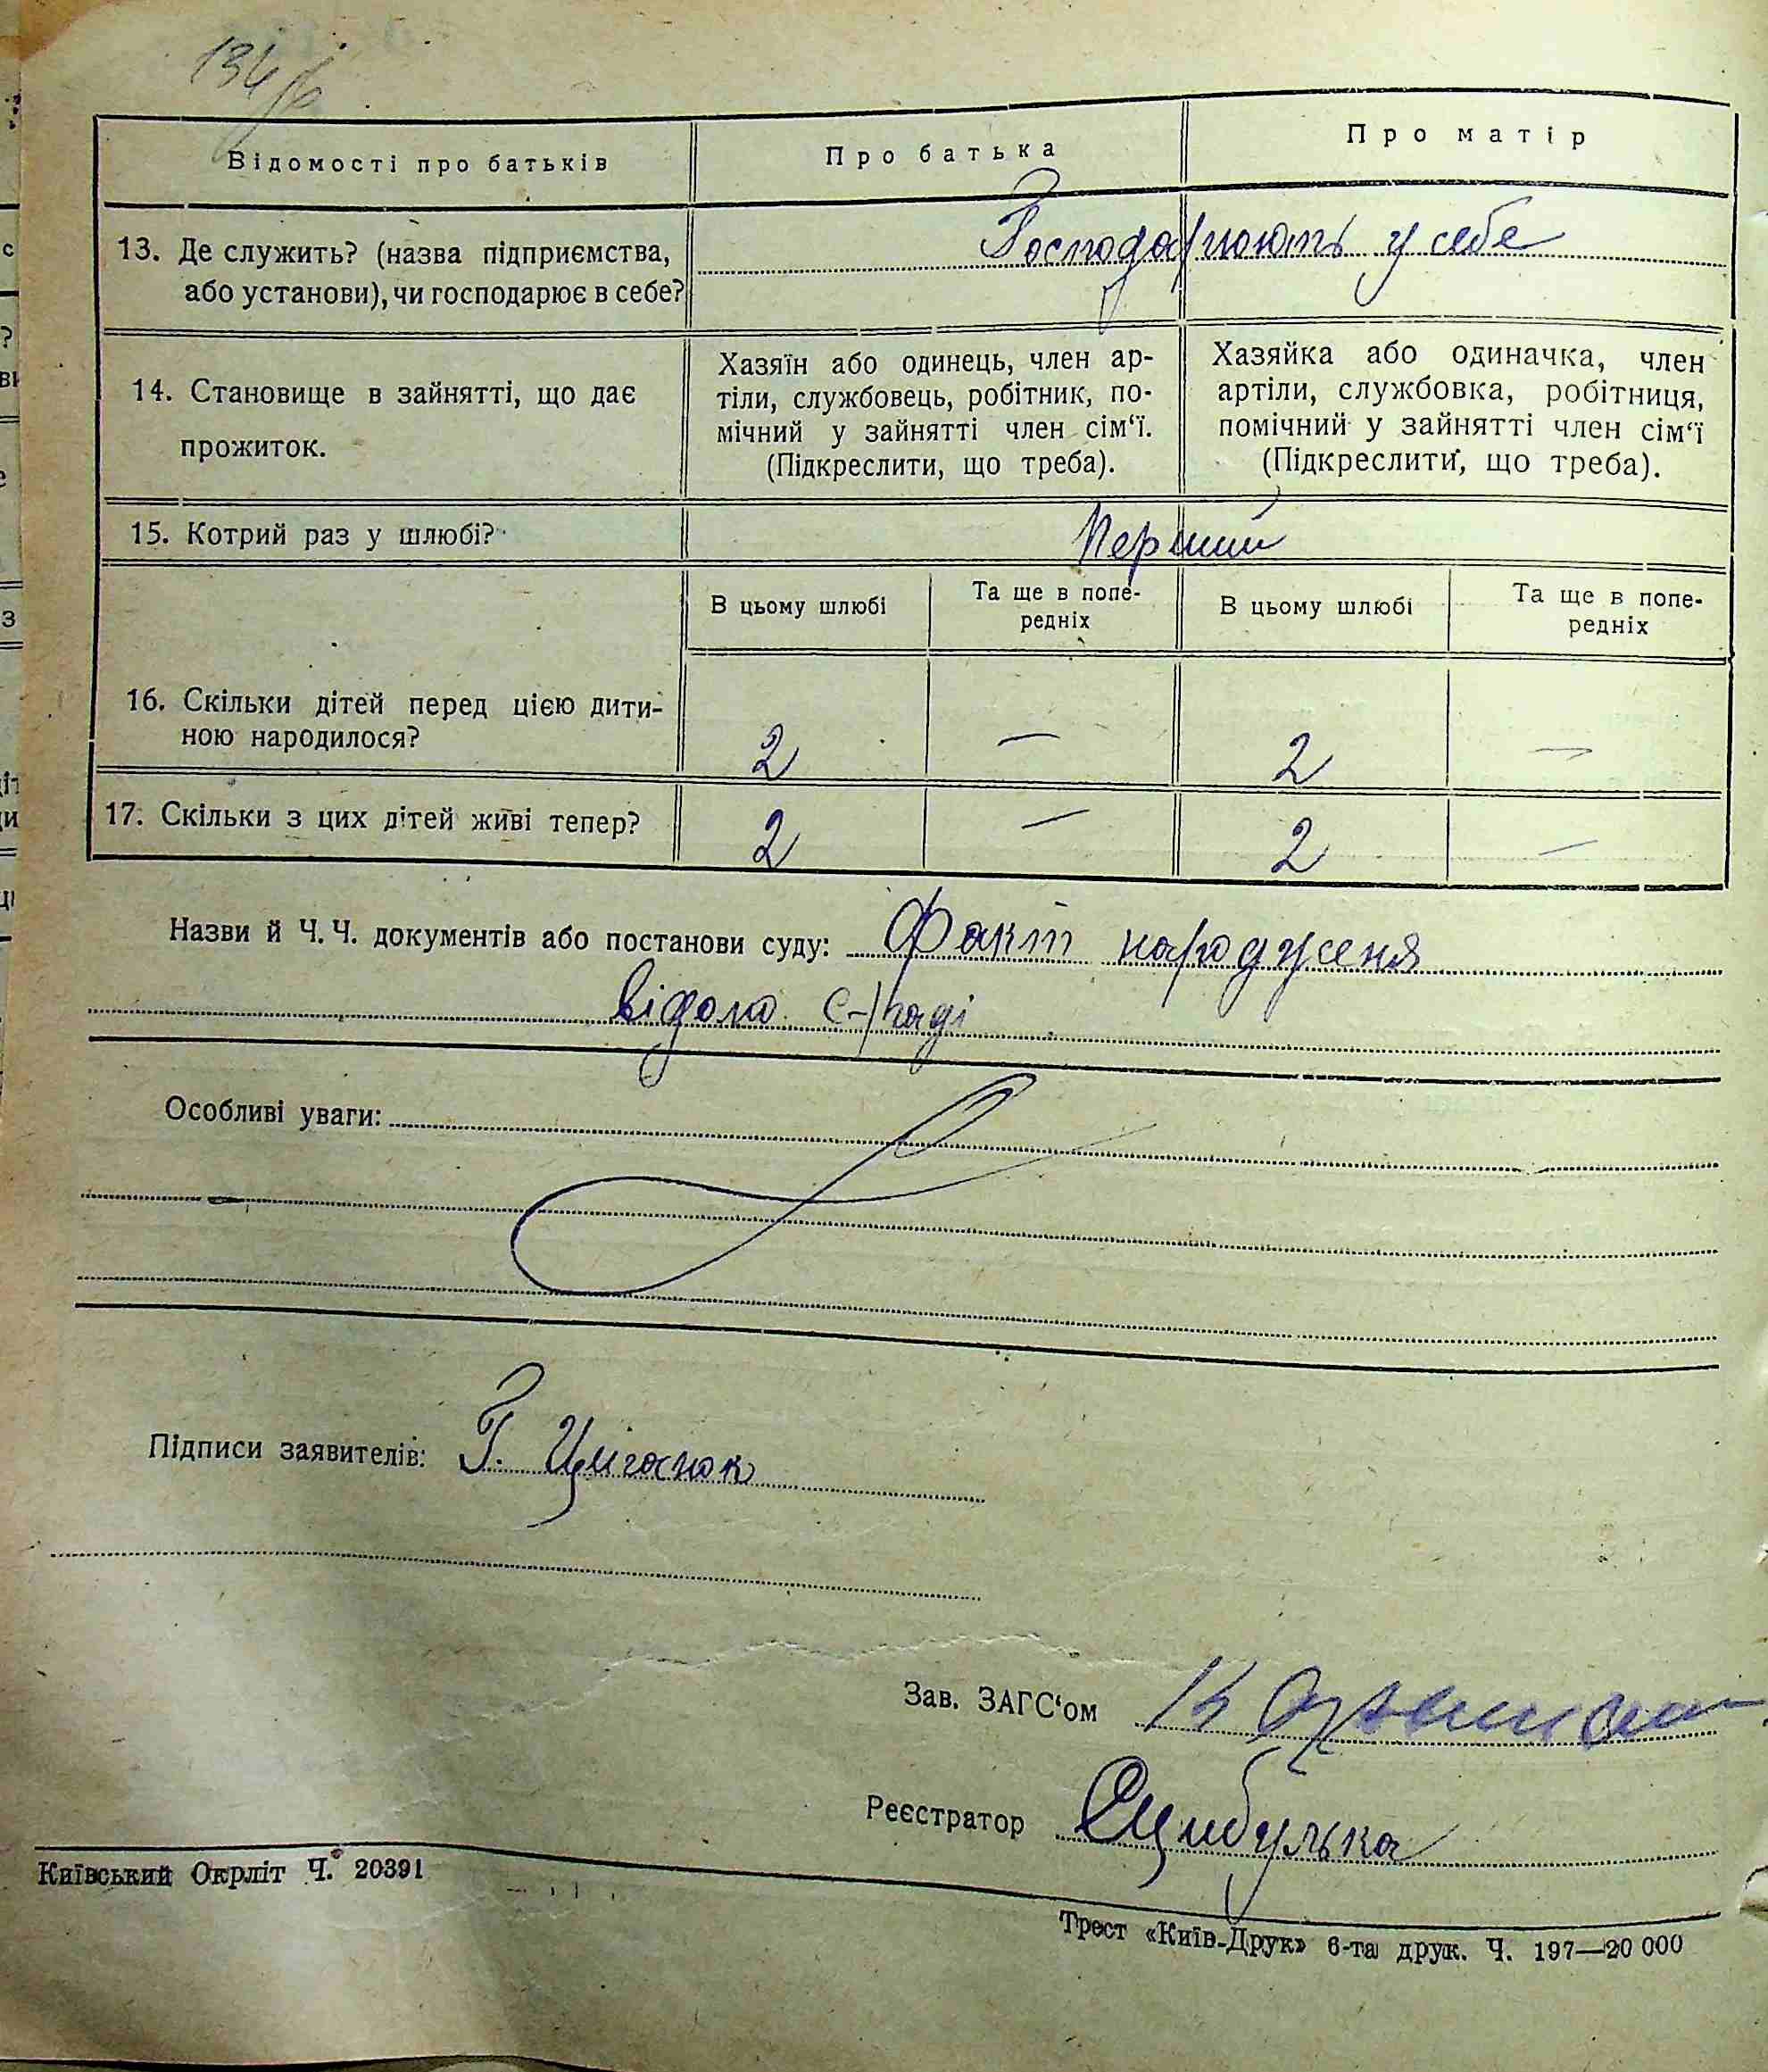 Відомості про батьків
Про батька
Про матір
13. Де служить? (назва підприємства,
або установи), чи господарює в себе?
Господарюють у себе
14. Становище в зайнятті, що дає
прожиток.
Хазяїн або одинець, член ар-
тіли, службовець, робітник, по-
мічний у зайнятті член сім‘ї.
(Підкреслити, що треба).
Хазяйка або одиначка, член
артіли, службовка, робітниця,
помічний у зайнятті член сім‘ї
(Підкреслити, що треба).
15. Котрий раз у шлюбі?
Перший
В цьому шлюбі
Та ще в попе-
редніх
В цьому шлюбі
Та ще в попе-
редніх
16. Скільки дітей перед цією дити-
ною народилося?
2 — 2 —
17. Скільки з цих дітей живі тепер?
2 — 2 —
Назви й Ч. Ч. документів або постанови суду: Факт народженя
відомо с-раді
Особливі уваги:
Підписи заявителів: Г. Циганок
Зав. ЗАГС‘ом
Реєстратор Цибулька
Київський Окрліт Ч. 20391
Трест «Київ-Друк» 6-та друк. Ч. 197—20 000